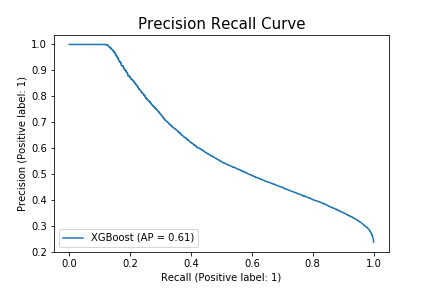 Precision Recall Curve
Precision (Positive label: 1)
1.0
0.9
0.8
0.7
0.6
0.5
0.4
0.3
0.2
XGBoost (AP = 0.61)
0.0 0.2 0.4 0.6 0.8 1.0
Recall (Positive label: 1)